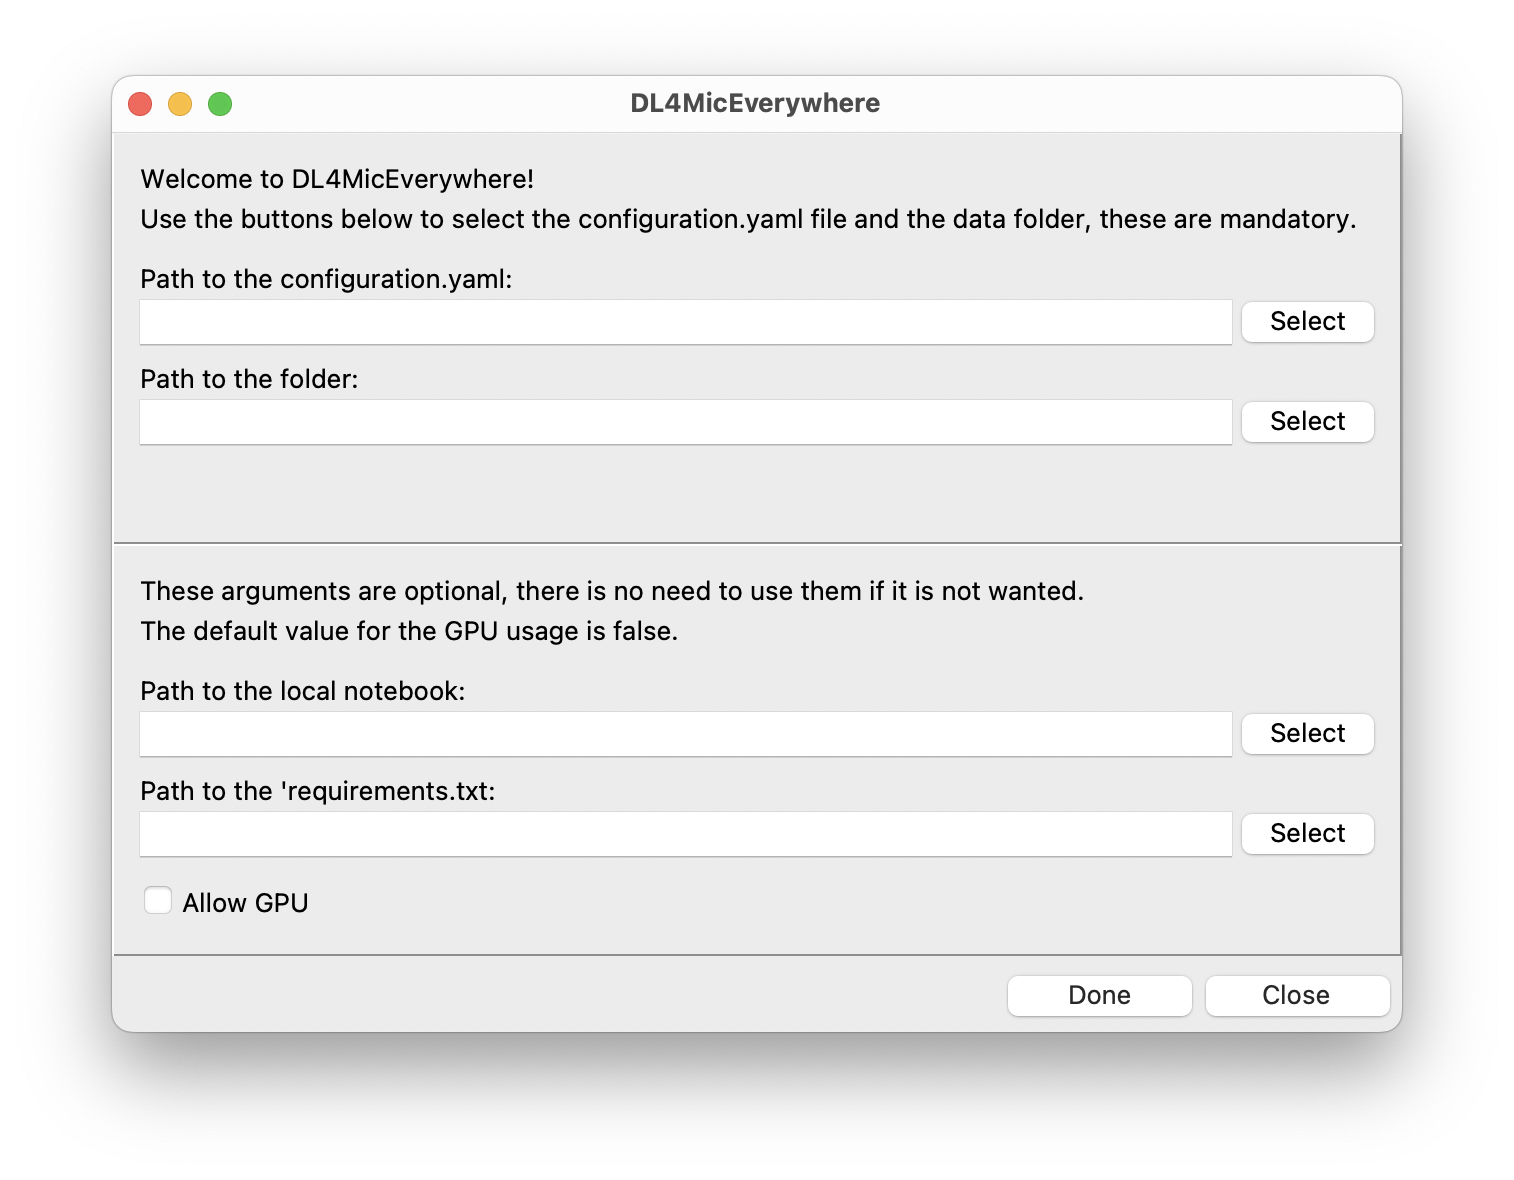 DL4MicEverywhere
Welcome to DL4MicEverywhere!
Use the buttons below to select the configuration.yaml file and the data folder, these are mandatory.
Path to the configuration.yaml:
Select
Path to the folder:
Select
These arguments are optional, there is no need to use them if it is not wanted.
The default value for the GPU usage is false.
Path to the local notebook:
Select
Path to the 'requirements.txt:
Select
Allow GPU
Done Close